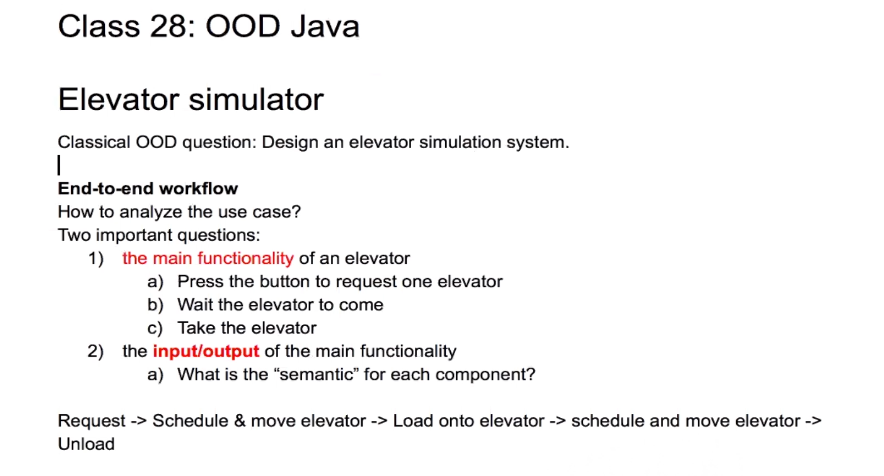 Class 28: OOD Java
Elevator simulator
Classical OOD question: Design an elevator simulation system.
End-to-end workflow
How to analyze the use case?
Two important questions:
1) the main functionality of an elevator
a) Press the button to request one elevator
b) Wait the elevator to come
c) Take the elevator
2) the input/output of the main functionality
a) What is the “semantic” for each component?
Request -> Schedule & move elevator -> Load onto elevator -> schedule and move elevator ->
Unload